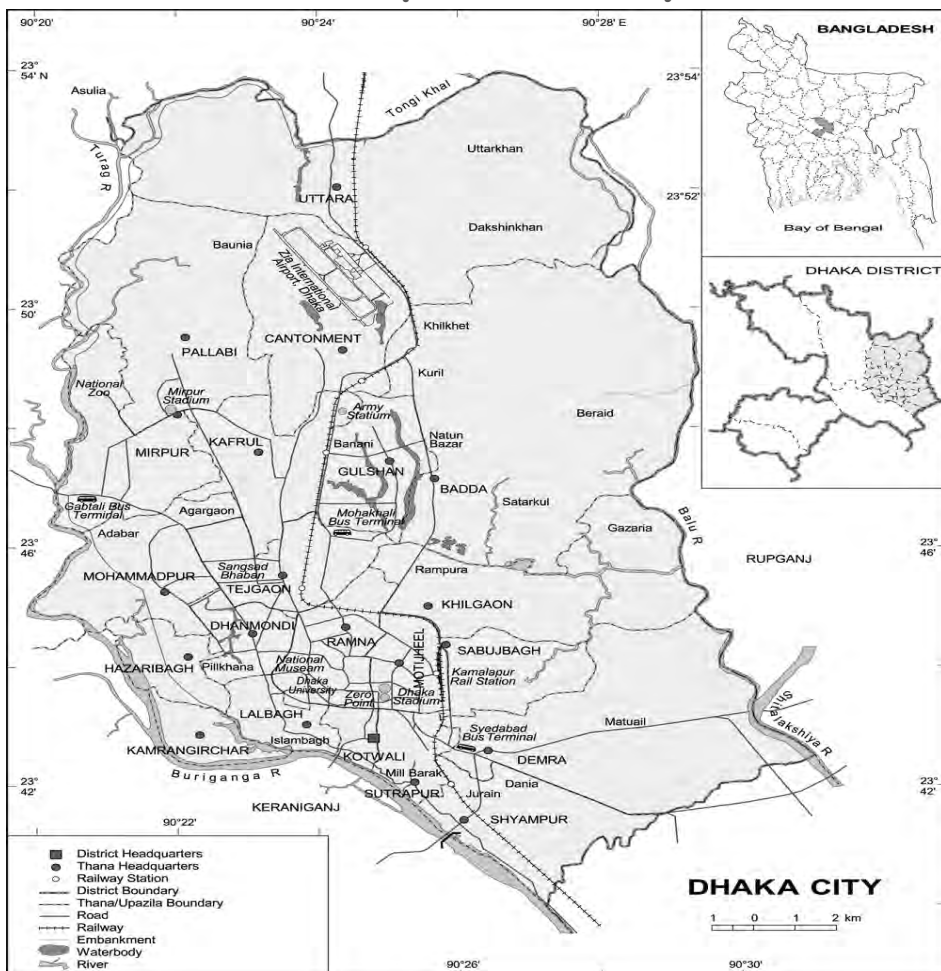 90°20'
90°24'
90°28' E
23°
54' N
Asulia
Turag R
Tongi Khal
Uttarkhan
UTTARA
Dakshinkhan
Baunia
Zia International
Airport, Dhaka
23°
50'
Khilkhet
CANTONMENT
PALLABI
Kuril
National
Zoo
Mirpur
Stadium
Army
Statium
Beraid
KAFRUL
Banani
Natun
Bazar
MIRPUR
GULSHAN
BADDA
Satarkul
Gabtali Bus
Terminal
Agargaon
Mohakhali
Bus Terminal
Gazaria
Balu R
Adabar
23°
46'
RUPGANJ
Sangsad
Bhaban
Rampura
MOHAMMADPUR
TEJGAON
KHILGAON
DHANMONDI
RAMNA
MOTIJHEEL
SABUJBAGH
HAZARIBAGH
Pillkhana
National
Museam
Kamalapur
Rail Station
Dhaka
University
Zero
Point
Dhaka
Stadium
LALBAGH
Syedabad
Bus Terminal
Matuail
Shitalakshiya R
KAMRANGIRCHAR
Islambagh
KOTWALI
DEMRA
Buriganga R
Mill Barak
Dania
23°
42'
23°
42'
SUTRAPUR
Jurain
KERANIGANJ
SHYAMPUR
90°22'
90°26'
90°30'
BANGLADESH
23°54'
23°52'
Bay of Bengal
DHAKA DISTRICT
District Headquarters
Thana Headquarters
Railway Station
District Boundary
Thana/Upazila Boundary
Road
Railway
Embankment
Waterbody
River
DHAKA CITY
1 0 1 2 km